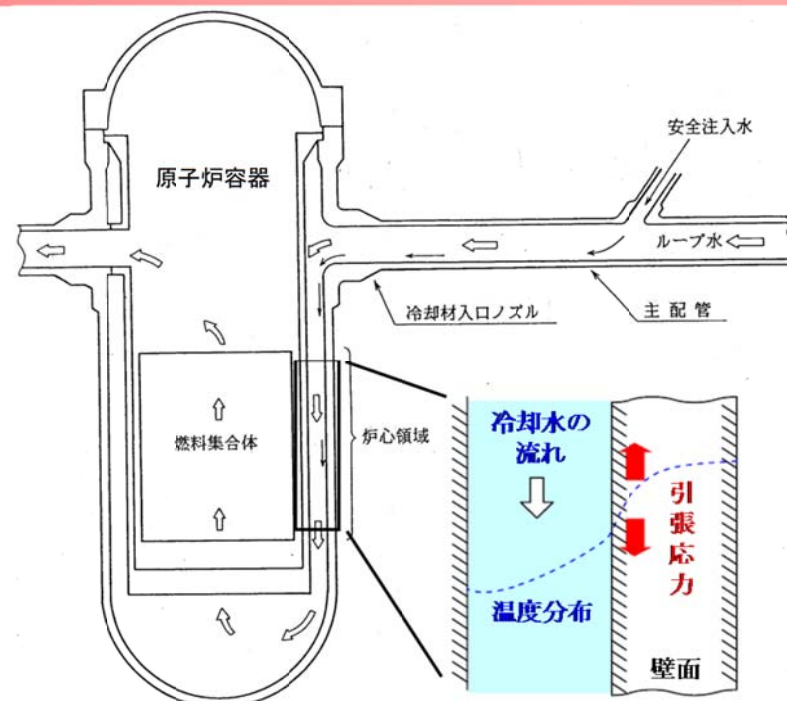 安全注入水
原子炉容器
ループ水
冷却材入口ノズル
主配管
燃料集合体
炉心領域
冷却水の
流れ
引張応力
温度分布
壁面